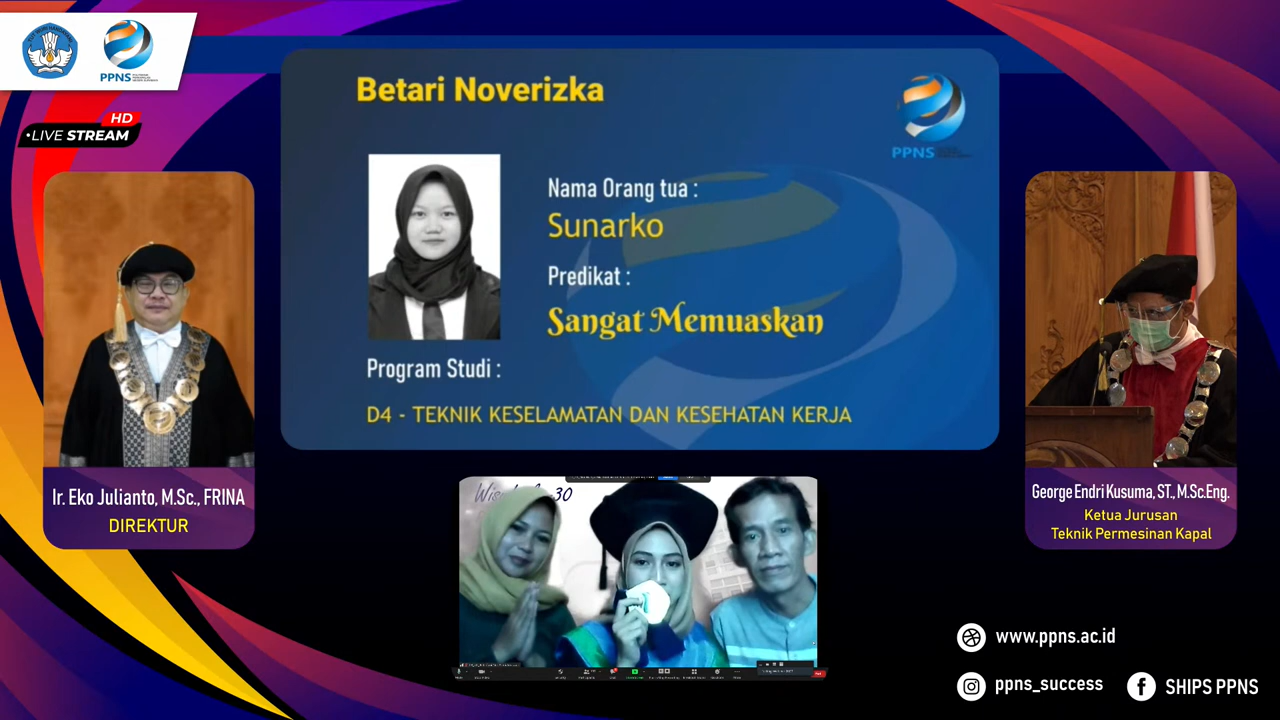 PPNS
HD
LIVE STREAM
Betari Noverizka
PPNS
Nama Orang tua :
Sunarko
Predikat :
Sangat Memuaskan
Program Studi :
D4 - TEKNIK KESELAMATAN DAN KESEHATAN KERJA
Ir. Eko Julianto, M.Sc., FRINA
DIREKTUR
George Endri Kusuma, ST., M.Sc.Eng.
Ketua Jurusan
Teknik Permesinan Kapal
www.ppns.ac.id
ppns_success
SHIPS PPNS